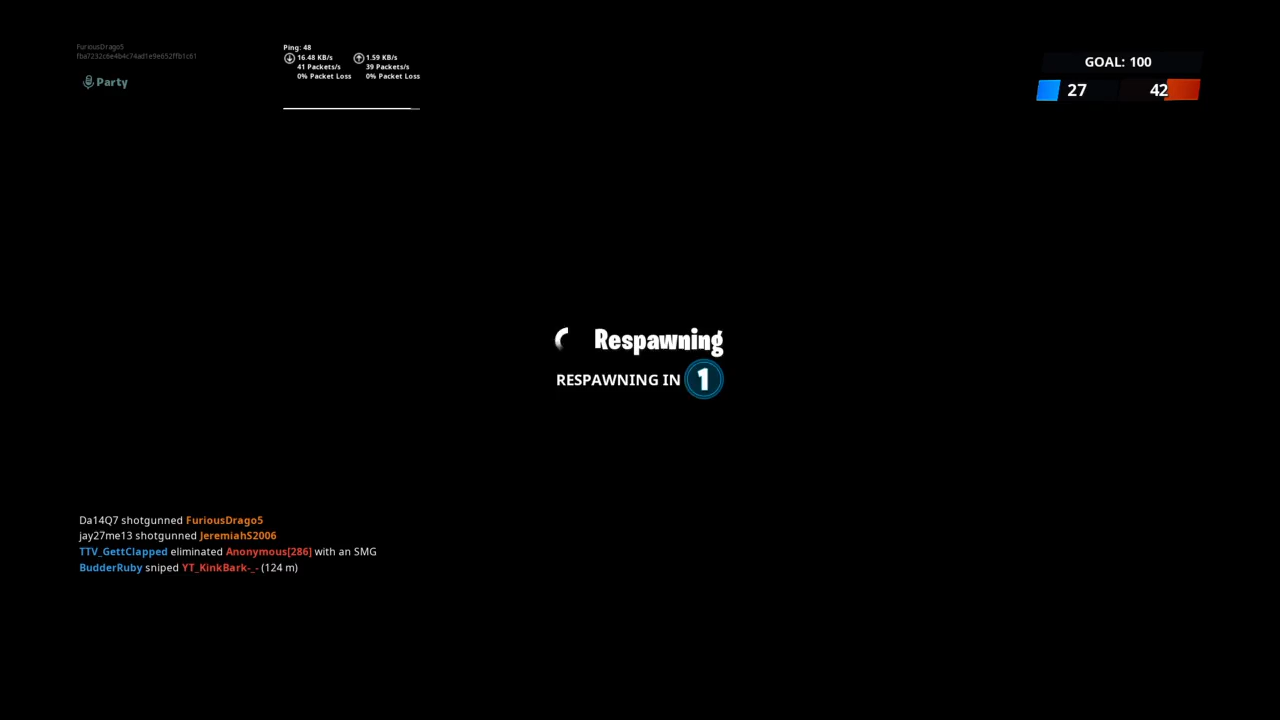 FuriousDrago5
fba7232c6e4b4c74ad1e9e652ffb1c61
Party
Ping: 48
16.48 KB/s 1.59 KB/s
41 Packets/s 39 Packets/s
0% Packet Loss 0% Packet Loss
GOAL: 100
27 42
Respawning
RESPAWNING IN 1
Da14Q7 shotgunned FuriousDrago5
jay27me13 shotgunned JeremiahS2006
TTV_GettClapped eliminated Anonymous[286] with an SMG
BudderRuby sniped YT_KinkBark-_- (124 m)